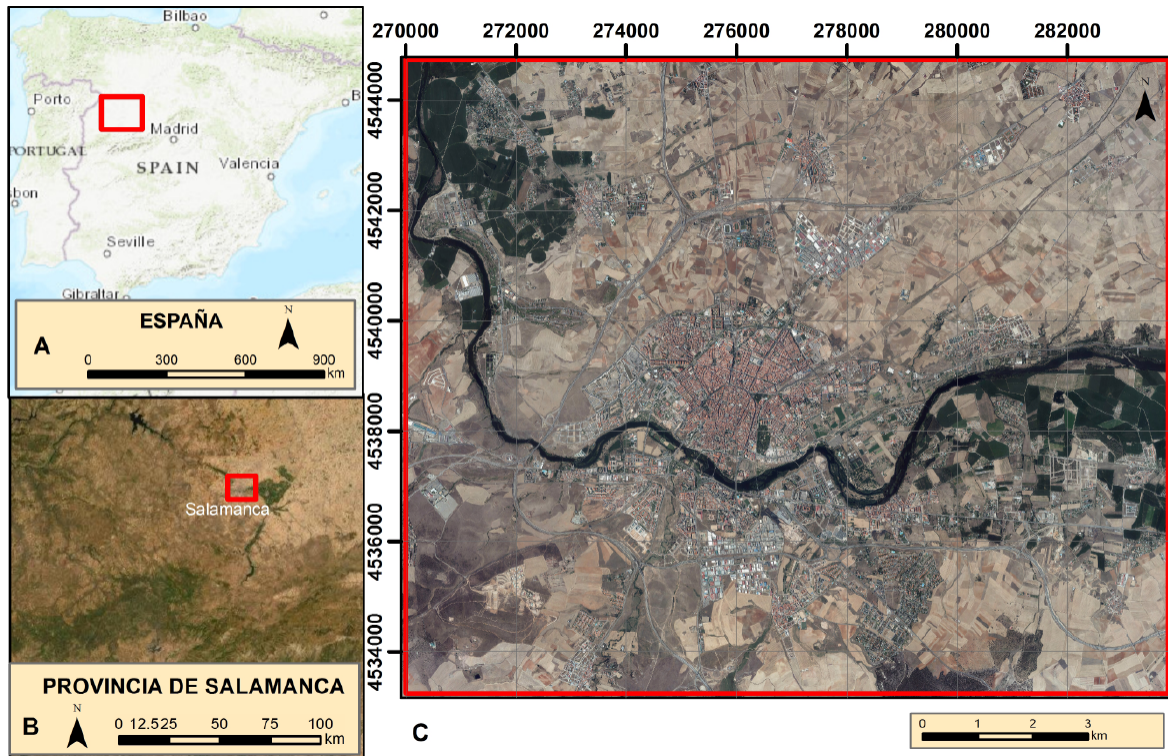 Bilbao
Porto
Madrid
PORTUGAL
SPAIN
Valencia
B
sbon
Seville
Gibraltar
N
ESPAÑA
A
0 300 600 900
km
Salamanca
PROVINCIA DE SALAMANCA
N
B
0 12.525 50 75 100
km
270000 272000 274000 276000 278000 280000 282000
4544000
4542000
4540000
4538000
4536000
4534000
N
C
0 1 2 3
km